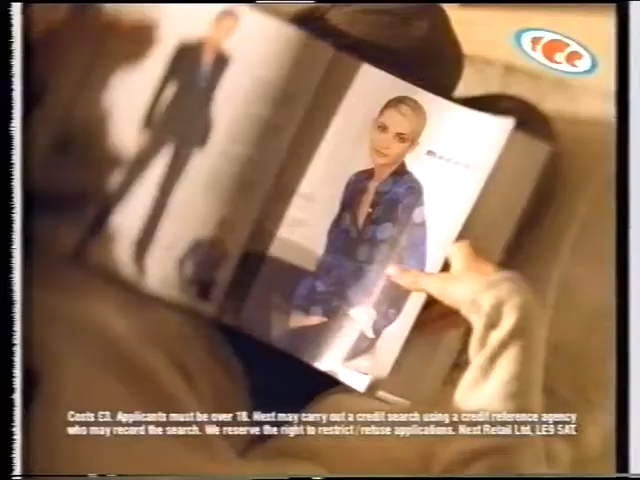 TCC
Costs £3. Applicants must be over 18. Next may carry out a credit search using a credit reference agency
who may record the search. We reserve the right to restrict/refuse applications. Next Retail Ltd, LE9 5AT.